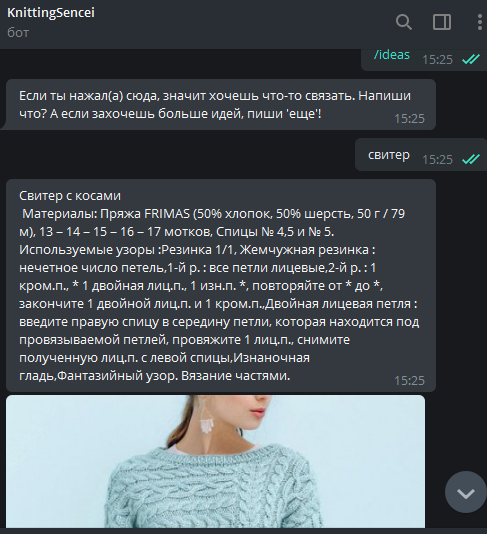 KnittingSencei
бот
/ideas 15:25
Если ты нажал(а) сюда, значит хочешь что-то связать. Напиши
что? А если захочешь больше идей, пиши 'еще'!
15:25
свитер 15:25
Свитер с косами
Материалы: Пряжа FRIMAS (50% хлопок, 50% шерсть, 50 г / 79
м), 13 – 14 – 15 – 16 – 17 мотков, Спицы № 4,5 и № 5.
Используемые узоры :Резинка 1/1, Жемчужная резинка :
нечетное число петель,1-й р. : все петли лицевые,2-й р. : 1
кром.п., * 1 двойная лиц.п., 1 изн.п. *, повторяйте от * до *,
закончите 1 двойной лиц.п. и 1 кром.п.,Двойная лицевая петля :
введите правую спицу в середину петли, которая находится под
провязываемой петлей, провяжите 1 лиц.п., снимите
полученную лиц.п. с левой спицы,Изнаночная
гладь,Фантазийный узор. Вязание частями.
15:25